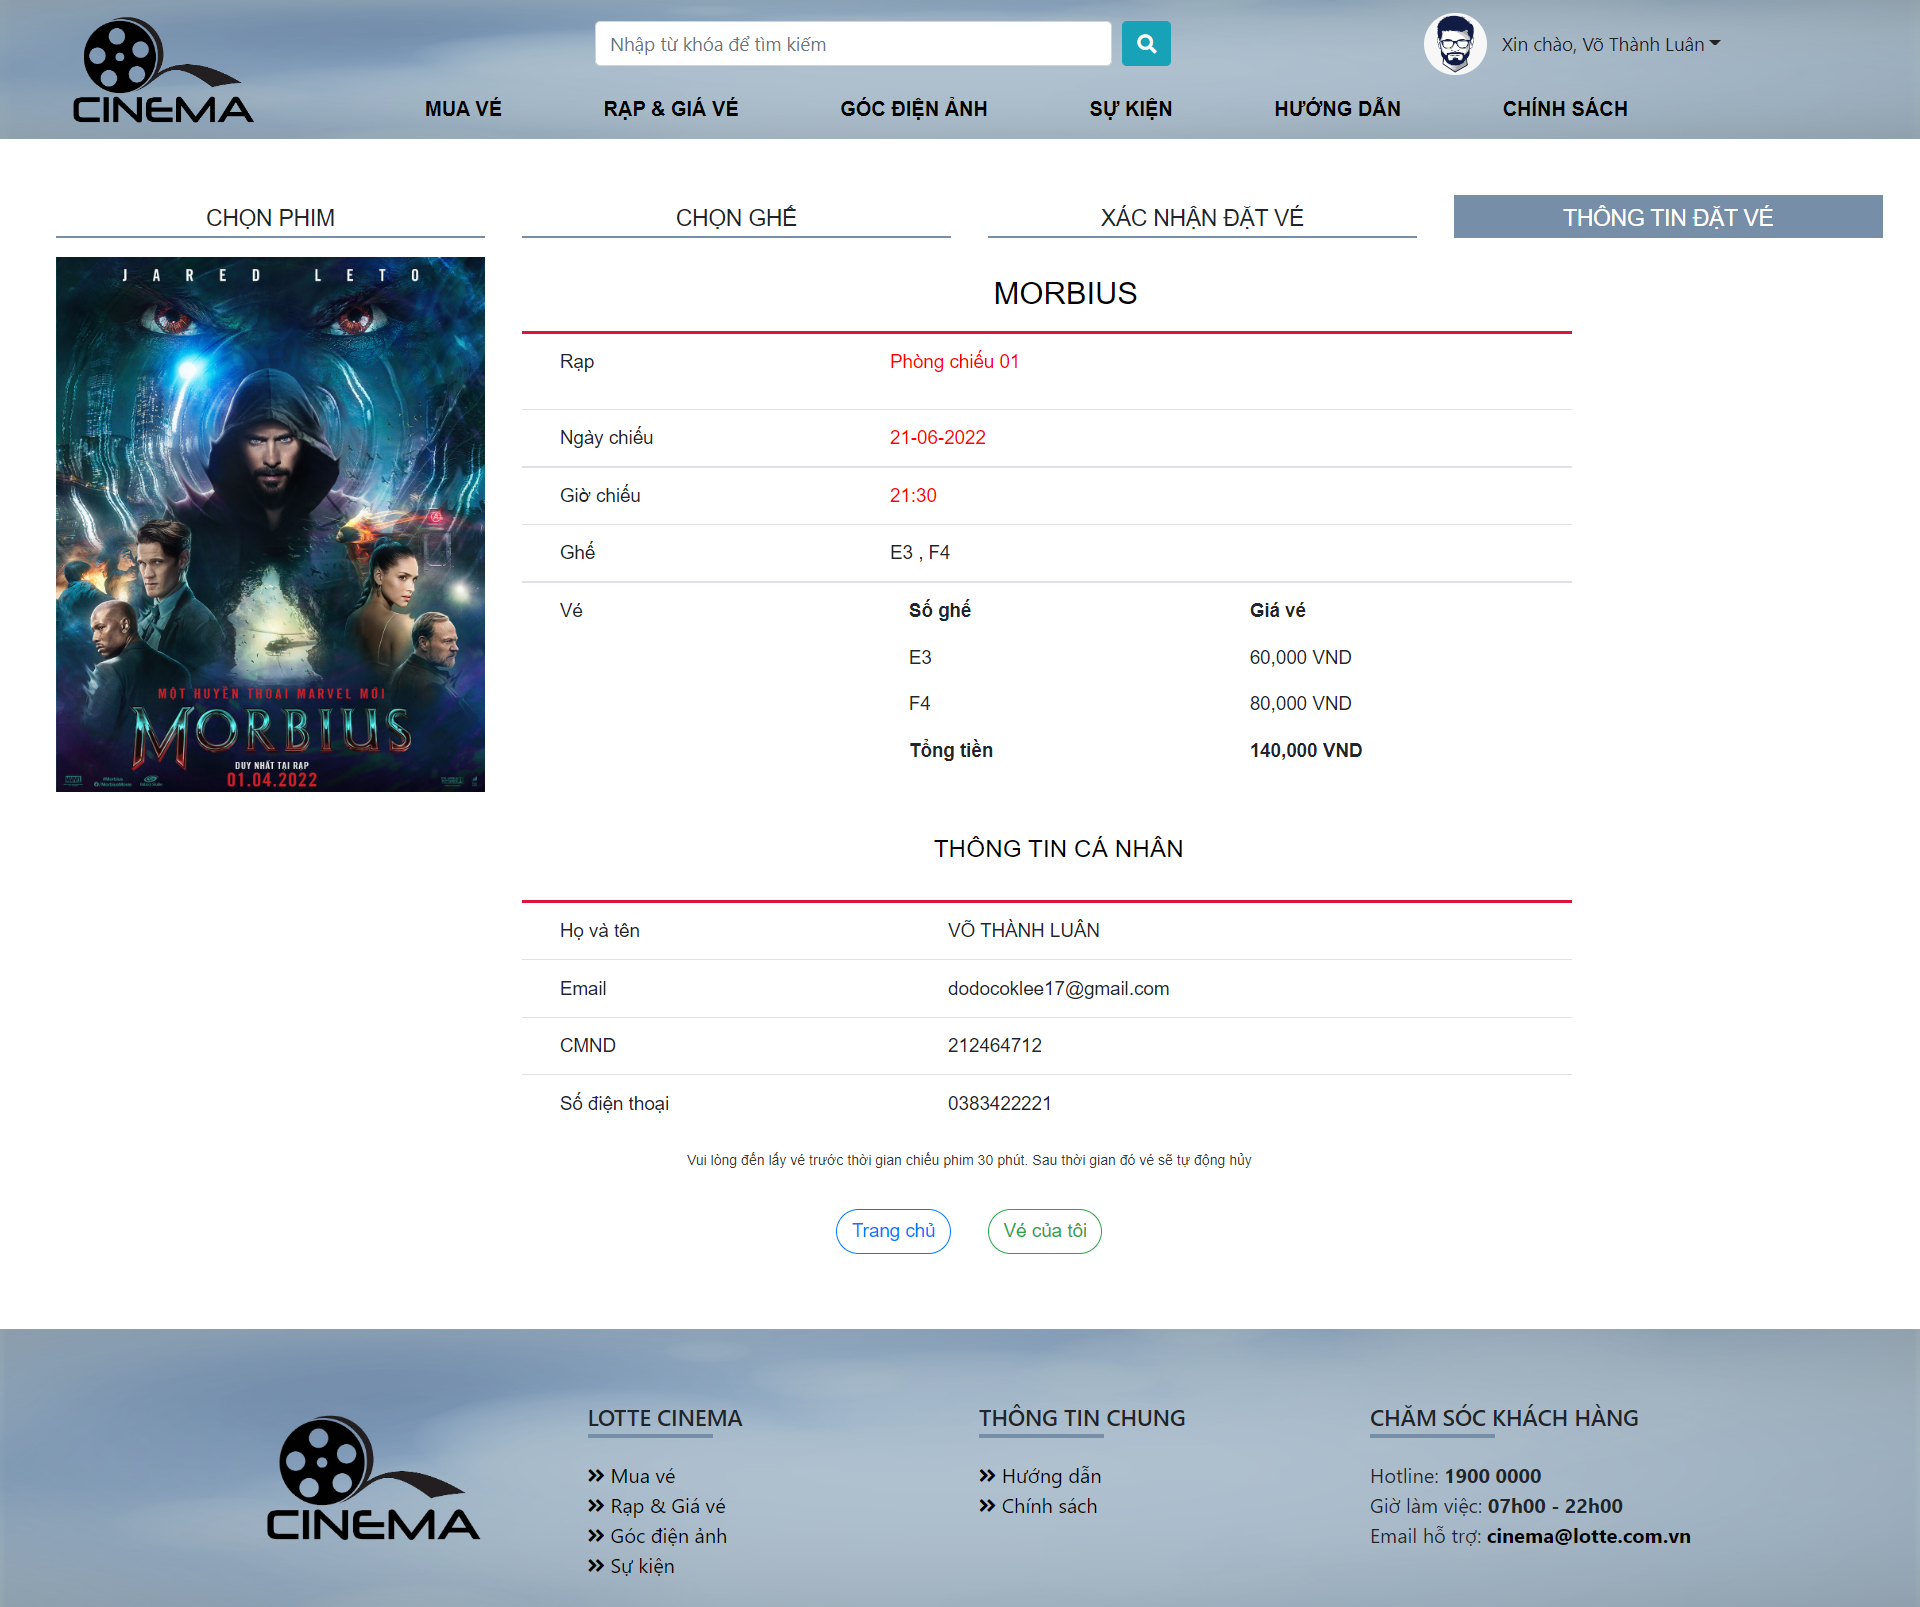 CINEMA
Nhập từ khóa để tìm kiếm
Xin chào, Võ Thành Luân
MUA VÉ
RẠP & GIÁ VÉ
GÓC ĐIỆN ẢNH
SỰ KIỆN
HƯỚNG DẪN
CHÍNH SÁCH
CHỌN PHIM
CHỌN GHẾ
XÁC NHẬN ĐẶT VÉ
THÔNG TIN ĐẶT VÉ
JARED LETO
MỘT HUYỀN THOẠI MARVEL MỚI
MORBIUS
DUY NHẤT TẠI RẠP
01.04.2022
MORBIUS
Rạp Phòng chiếu 01
Ngày chiếu 21-06-2022
Giờ chiếu 21:30
Ghế E3 , F4
Vé Số ghế Giá vé
E3 60,000 VND
F4 80,000 VND
Tổng tiền 140,000 VND
THÔNG TIN CÁ NHÂN
Họ và tên VÕ THÀNH LUÂN
Email dodocoklee17@gmail.com
CMND 212464712
Số điện thoại 0383422221
Vui lòng đến lấy vé trước thời gian chiếu phim 30 phút. Sau thời gian đó vé sẽ tự động hủy
Trang chủ
Vé của tôi
CINEMA
LOTTE CINEMA
Mua vé
Rạp & Giá vé
Góc điện ảnh
Sự kiện
THÔNG TIN CHUNG
Hướng dẫn
Chính sách
CHĂM SÓC KHÁCH HÀNG
Hotline: 1900 0000
Giờ làm việc: 07h00 - 22h00
Email hỗ trợ: cinema@lotte.com.vn